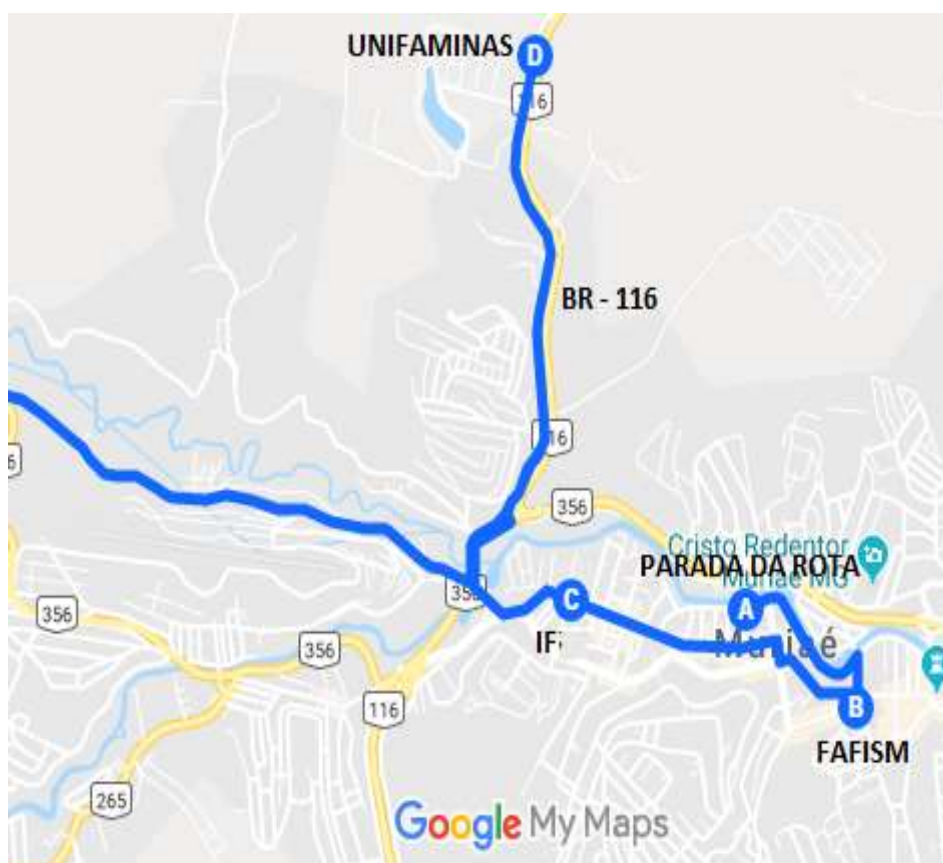 UNIFAMINAS
D
116
BR - 116
116
356
Cristo Redentor
PARADA DA ROTA
Muriaé MG
A
C
IF
Muriaé
356
356
116
B
FAFISM
265
Google My Maps